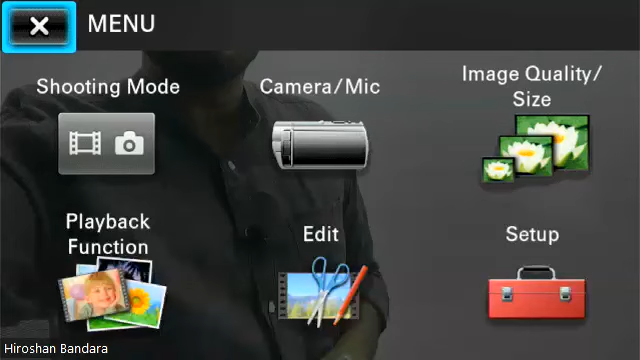 MENU
Shooting Mode
Camera/Mic
Image Quality/
Size
Playback
Function
Edit
Setup
Hiroshan Bandara